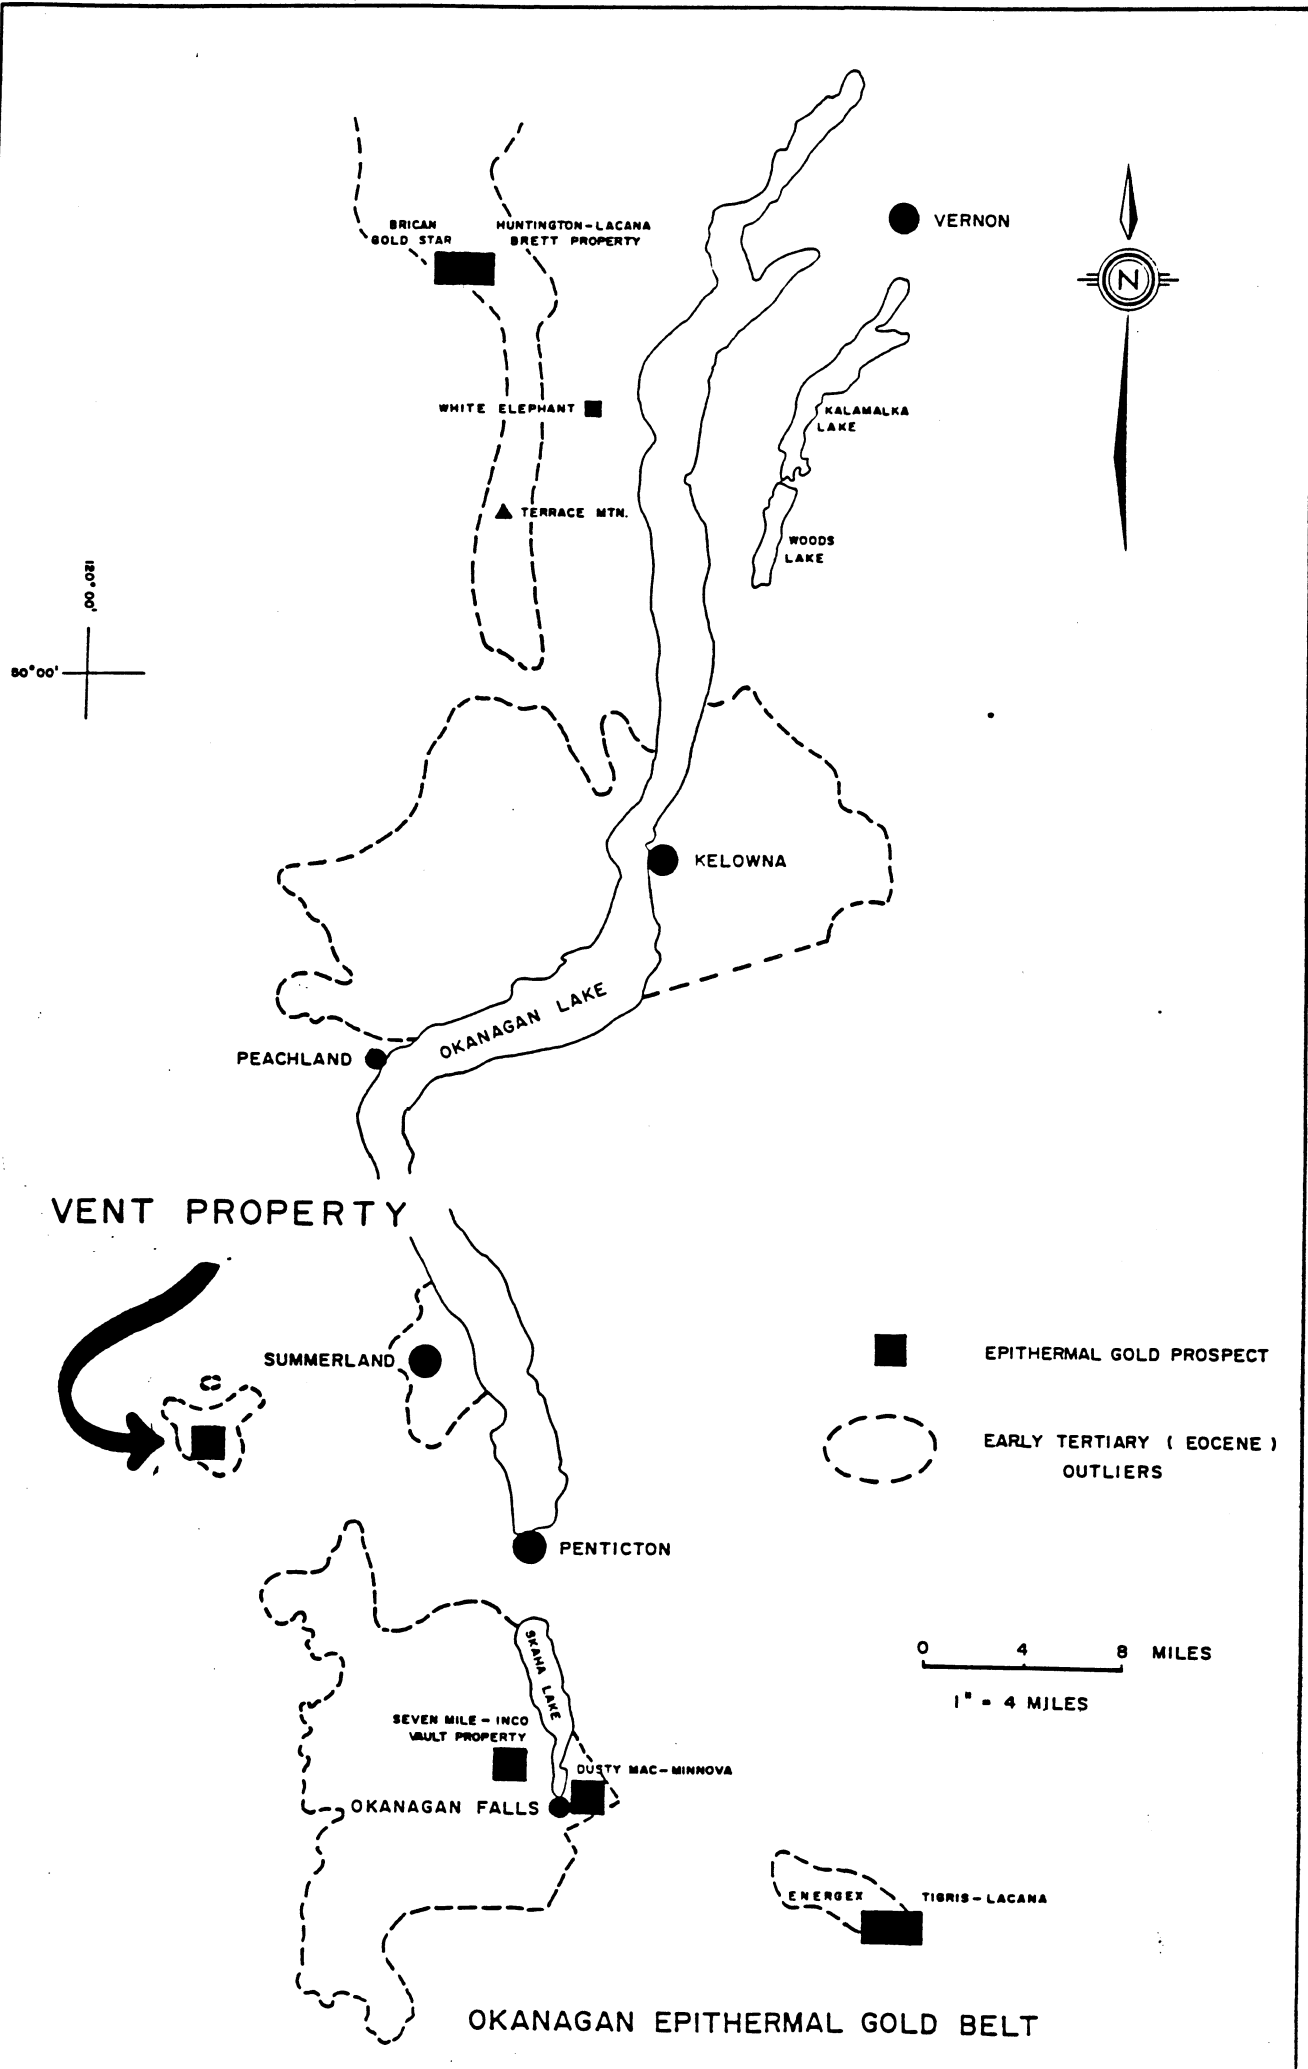 BRICAN
GOLD STAR
HUNTINGTON-LACANA
BRETT PROPERTY
VERNON
N
WHITE ELEPHANT
KALAMALKA
LAKE
TERRACE MTN.
WOODS
LAKE
120°00'
50°00'
KELOWNA
OKANAGAN LAKE
PEACHLAND
VENT PROPERTY
SUMMERLAND
EPITHERMAL GOLD PROSPECT
EARLY TERTIARY ( EOCENE )
OUTLIERS
PENTICTON
SKAHA LAKE
0 4 8 MILES
1" = 4 MILES
SEVEN MILE - INCO
VAULT PROPERTY
DUSTY MAC-MINNOVA
OKANAGAN FALLS
ENERGEX
TIGRIS-LACANA
OKANAGAN EPITHERMAL GOLD BELT